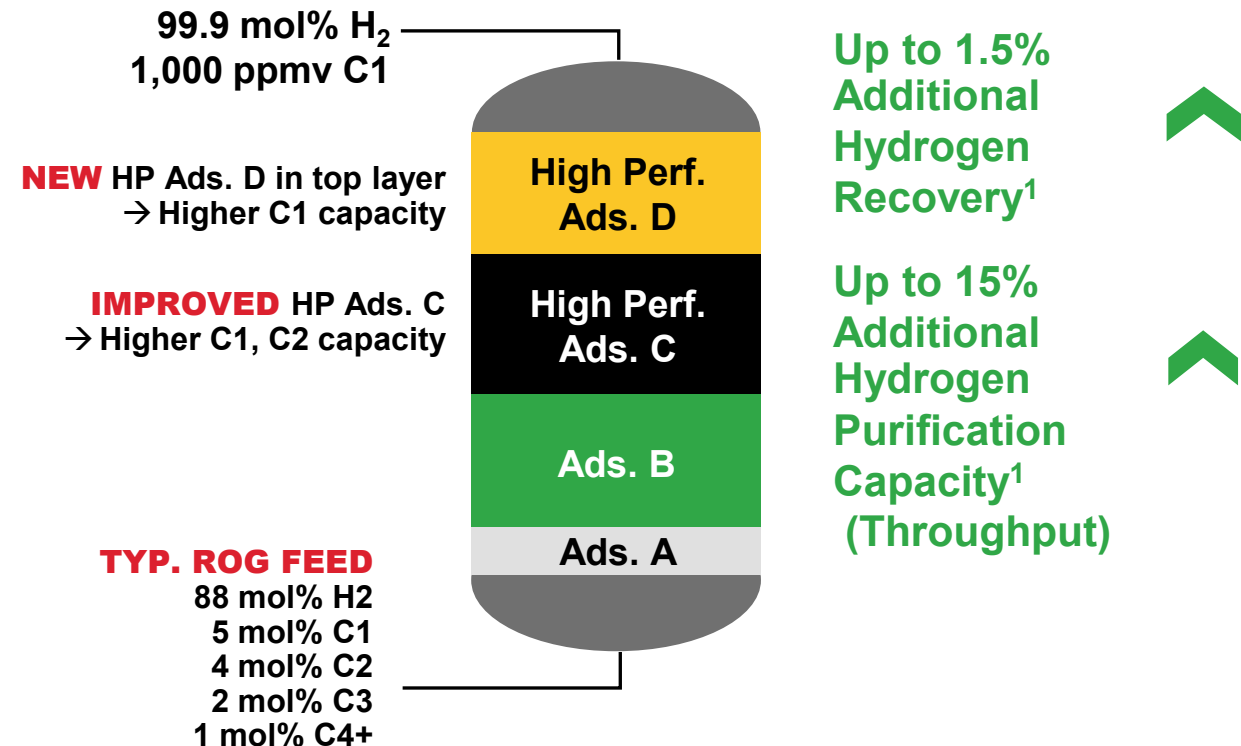 99.9 mol% H₂
1,000 ppmv C1
NEW HP Ads. D in top layer
→ Higher C1 capacity
IMPROVED HP Ads. C
→ Higher C1, C2 capacity
TYP. ROG FEED
88 mol% H2
5 mol% C1
4 mol% C2
2 mol% C3
1 mol% C4+
High Perf.
Ads. D
High Perf.
Ads. C
Ads. B
Ads. A
Up to 1.5%
Additional
Hydrogen
Recovery¹
Up to 15%
Additional
Hydrogen
Purification
Capacity¹
(Throughput)